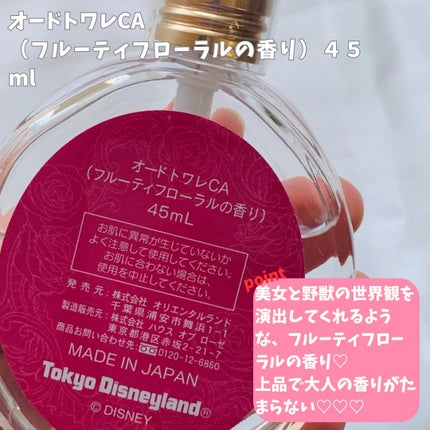 オードトワレCA
(フルーティフローラルの香り) 45
ml
オードトワレCA
(フルーティフローラルの香り)
45mL
お肌に異常が生じていないか
よく注意して使用してください。
お肌に合わない場合は、
使用を中止してください。
発売元:株式会社 オリエンタルランド
千葉県浦安市舞浜1-1
製造販売元:株式会社 ハウス オブ ローゼ
東京都港区赤坂2-21-7
商品お問い合わせ先:0120-12-6860
MADE IN JAPAN
Tokyo Disneyland®
© DISNEY
point
美女と野獣の世界観を
演出してくれるよう
な、フルーティフロー
ラルの香り♡
上品で大人の香りがた
まらない♡♡♡